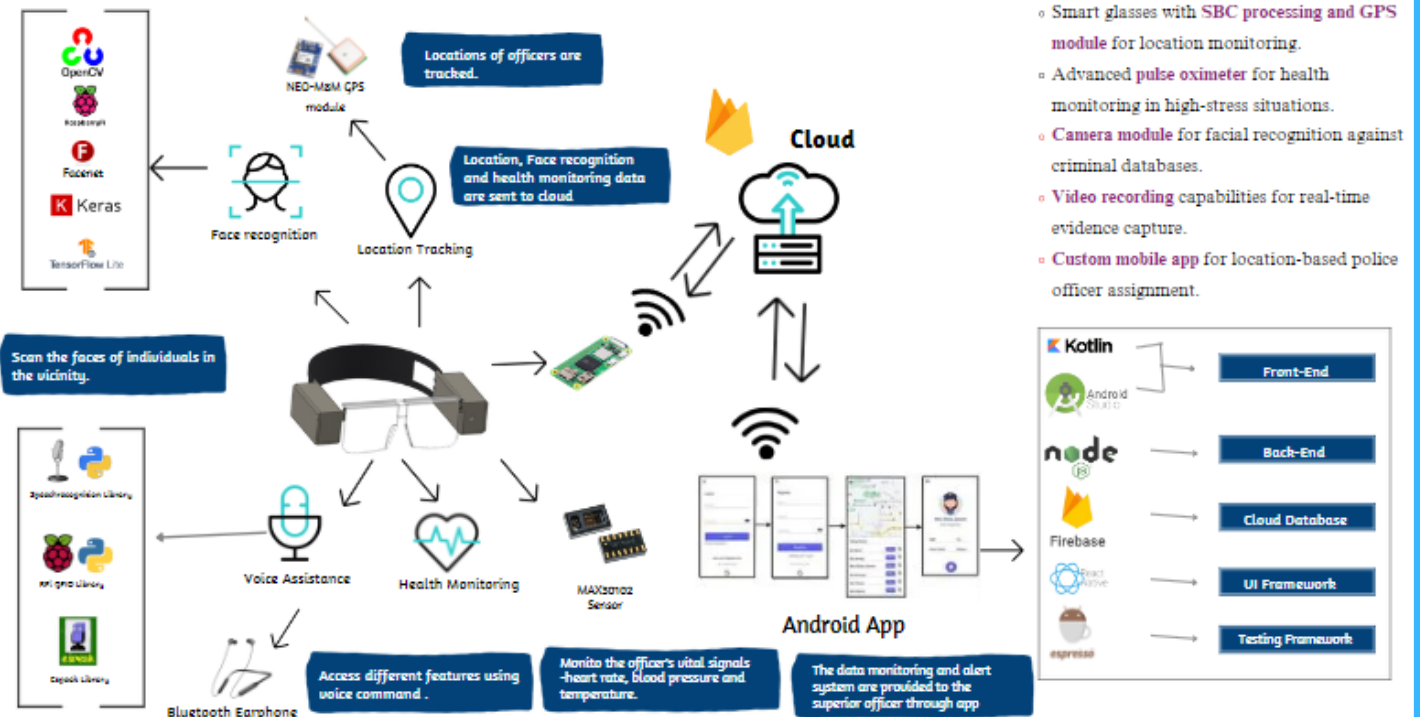 OpenCV
Facenet
Keras
TensorFlow Lite
Face recognition
NEO-M8M GPS
module
Locations of officers are
tracked.
Location, Face recognition
and health monitoring data
are sent to cloud
Location Tracking
Cloud
Smart glasses with SBC processing and GPS
module for location monitoring.
Advanced pulse oximeter for health
monitoring in high-stress situations.
Camera module for facial recognition against
criminal databases.
Video recording capabilities for real-time
evidence capture.
Custom mobile app for location-based police
officer assignment.
Scan the faces of individuals in
the vicinity.
Speechrecognition Library
RPi GPIO Library
Espeak Library
Voice Assistance
Health Monitoring
MAX30102
Sensor
Bluetooth Earphone
Access different features using
voice command .
Monito the officer's vital signals
-heart rate, blood pressure and
temperature.
The data monitoring and alert
system are provided to the
superior officer through app
Android App
Kotlin
Android
Studio
Front-End
node
JS
Back-End
Firebase
Cloud Database
React
Native
UI Framework
espresso
Testing Framework